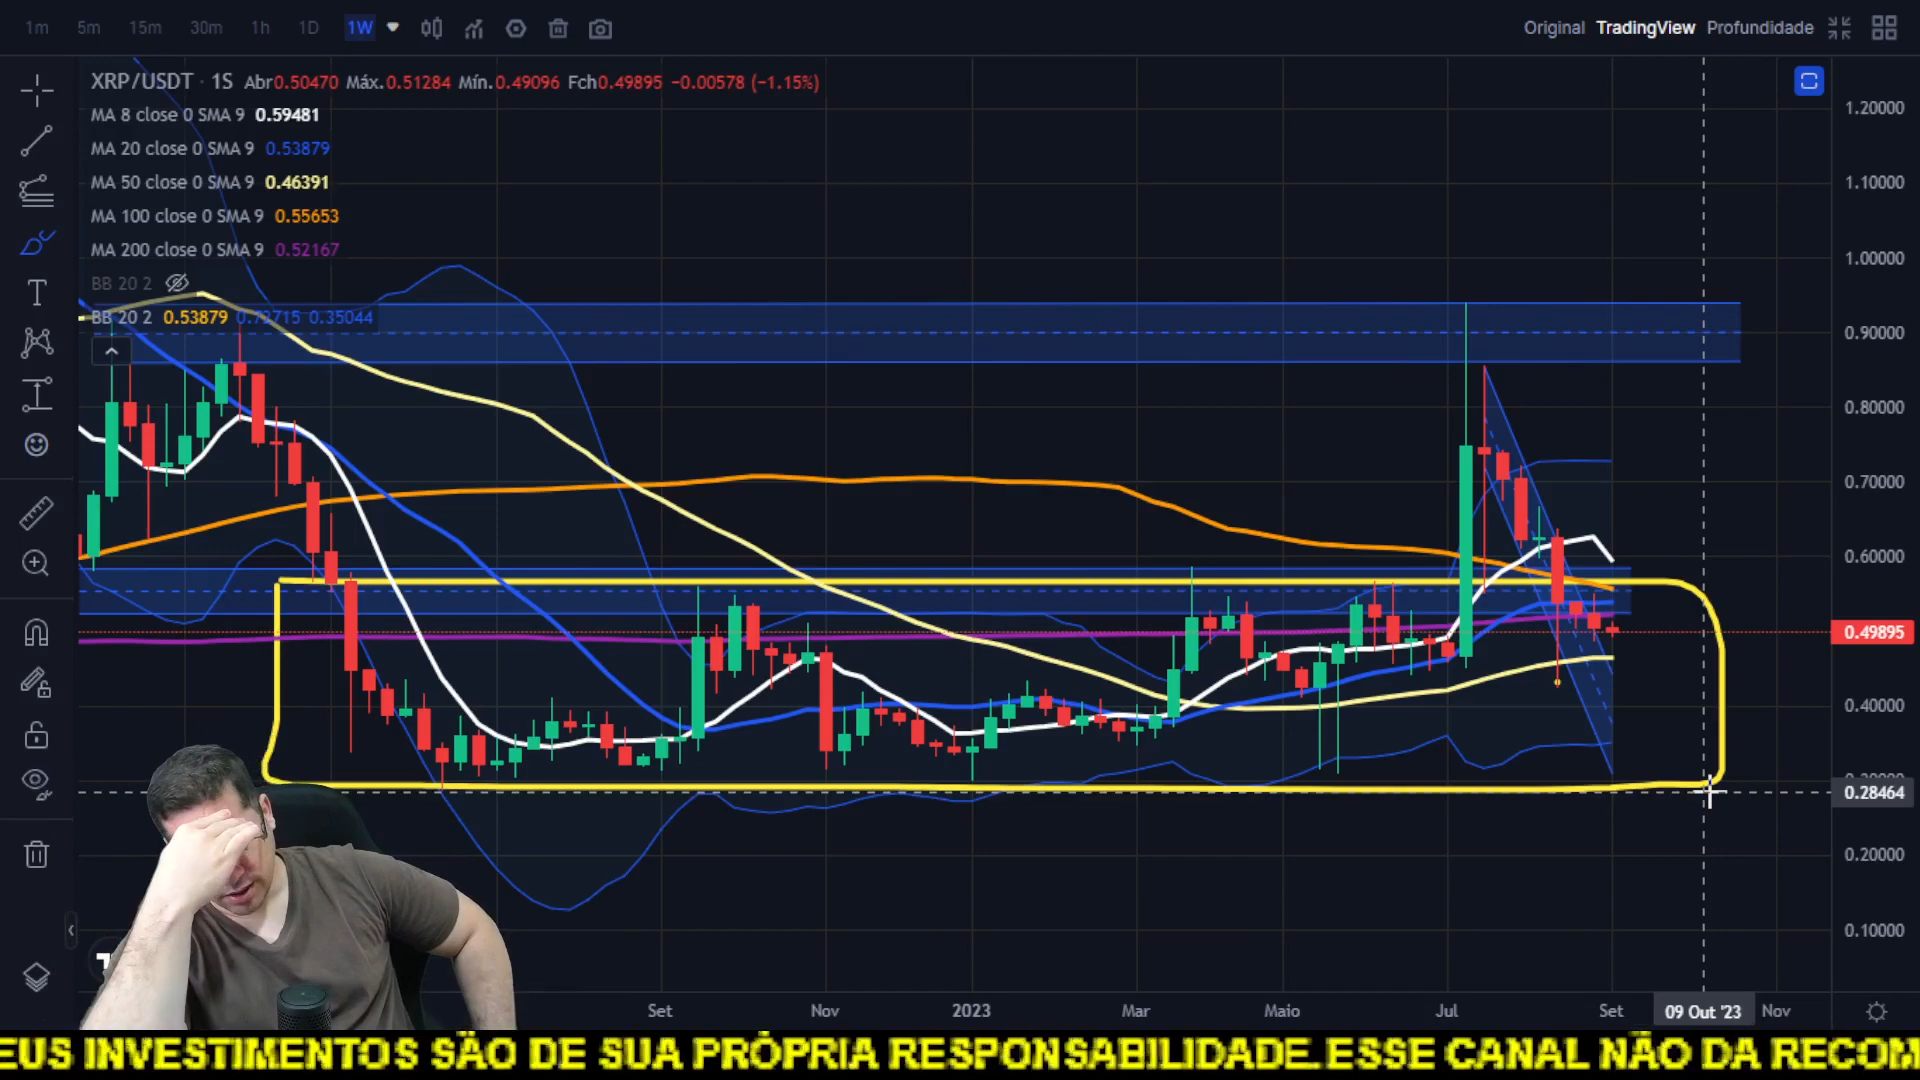 1m 5m 15m 30m 1h 1D 1W
Original TradingView Profundidade
XRP/USDT · 1S Abr0.50470 Máx.0.51284 Mín.0.49096 Fch0.49895 −0.00578 (−1.15%)
MA 8 close 0 SMA 9 0.59481
MA 20 close 0 SMA 9 0.53879
MA 50 close 0 SMA 9 0.46391
MA 100 close 0 SMA 9 0.55653
MA 200 close 0 SMA 9 0.52167
BB 20 2
BB 20 2 0.53879 0.72715 0.35044
1.20000
1.10000
1.00000
0.90000
0.80000
0.70000
0.60000
0.49895
0.40000
0.28464
0.20000
0.10000
Set Nov 2023 Mar Maio Jul Set 09 Out '23 Nov
EUS INVESTIMENTOS SÃO DE SUA PRÓPRIA RESPONSABILIDADE.ESSE CANAL NÃO DA RECOM